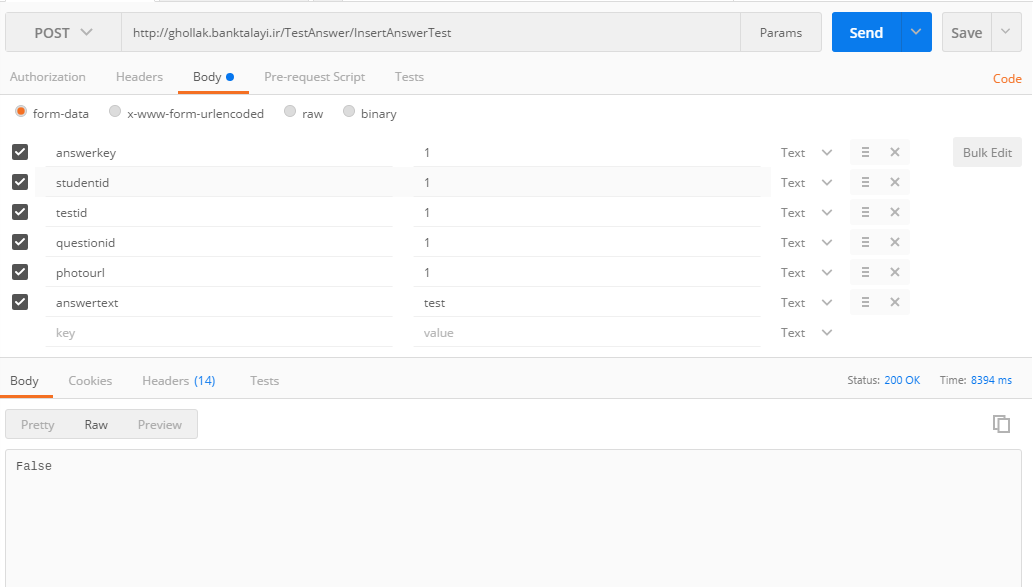 POST http://ghollak.banktalayi.ir/TestAnswer/InsertAnswerTest Params Send Save
Authorization Headers Body Pre-request Script Tests Code
form-data x-www-form-urlencoded raw binary
answerkey 1 Text Bulk Edit
studentid 1 Text
testid 1 Text
questionid 1 Text
photourl 1 Text
answertext test Text
key value Text
Body Cookies Headers (14) Tests Status: 200 OK Time: 8394 ms
Pretty Raw Preview
False